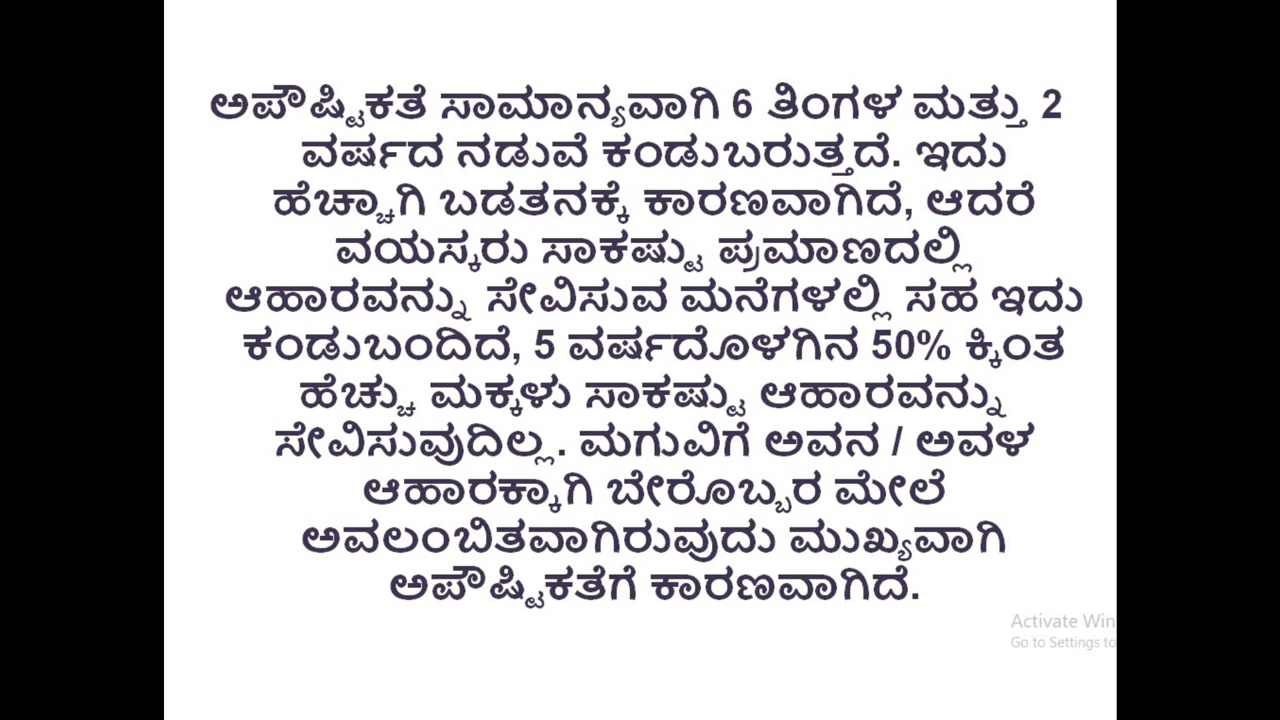 ಅಪೌಷ್ಟಿಕತೆ ಸಾಮಾನ್ಯವಾಗಿ 6 ತಿಂಗಳ ಮತ್ತು 2
ವರ್ಷದ ನಡುವೆ ಕಂಡುಬರುತ್ತದೆ. ಇದು
ಹೆಚ್ಚಾಗಿ ಬಡತನಕ್ಕೆ ಕಾರಣವಾಗಿದೆ, ಆದರೆ
ವಯಸ್ಕರು ಸಾಕಷ್ಟು ಪ್ರಮಾಣದಲ್ಲಿ
ಆಹಾರವನ್ನು ಸೇವಿಸುವ ಮನೆಗಳಲ್ಲಿ ಸಹ ಇದು
ಕಂಡುಬಂದಿದೆ, 5 ವರ್ಷದೊಳಗಿನ 50% ಕ್ಕಿಂತ
ಹೆಚ್ಚು ಮಕ್ಕಳು ಸಾಕಷ್ಟು ಆಹಾರವನ್ನು
ಸೇವಿಸುವುದಿಲ್ಲ. ಮಗುವಿಗೆ ಅವನ / ಅವಳ
ಆಹಾರಕ್ಕಾಗಿ ಬೇರೊಬ್ಬರ ಮೇಲೆ
ಅವಲಂಬಿತವಾಗಿರುವುದು ಮುಖ್ಯವಾಗಿ
ಅಪೌಷ್ಟಿಕತೆಗೆ ಕಾರಣವಾಗಿದೆ.
Activate Win
Go to Settings to